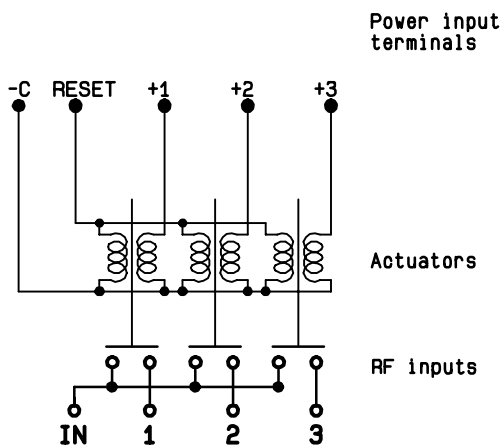 Power input
terminals
-C RESET +1 +2 +3
Actuators
RF inputs
IN 1 2 3